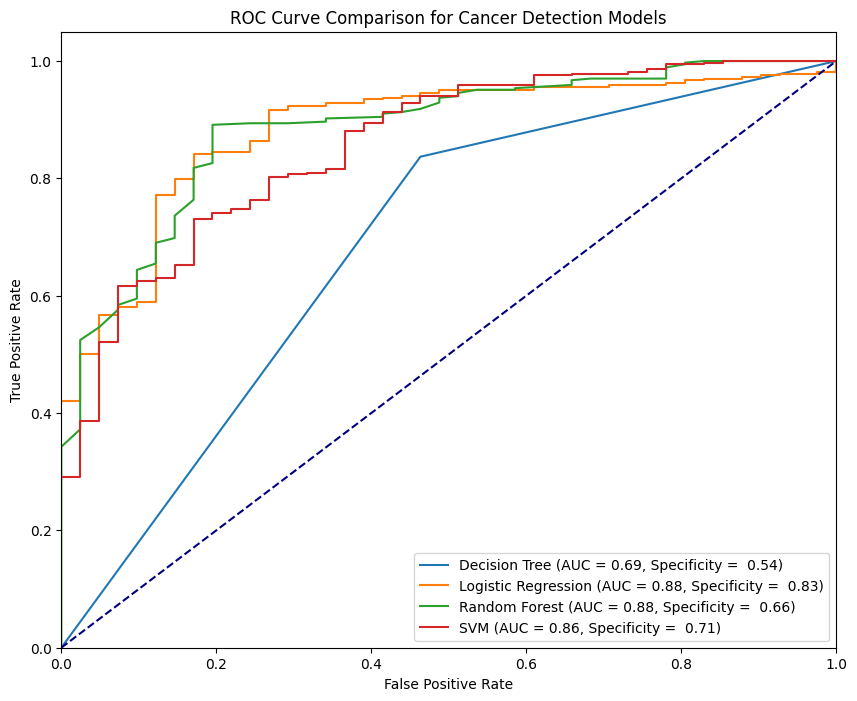 ROC Curve Comparison for Cancer Detection Models
True Positive Rate
1.0
0.8
0.6
0.4
0.2
0.0
Decision Tree (AUC = 0.69, Specificity =  0.54)
Logistic Regression (AUC = 0.88, Specificity =  0.83)
Random Forest (AUC = 0.88, Specificity =  0.66)
SVM (AUC = 0.86, Specificity =  0.71)
0.0 0.2 0.4 0.6 0.8 1.0
False Positive Rate